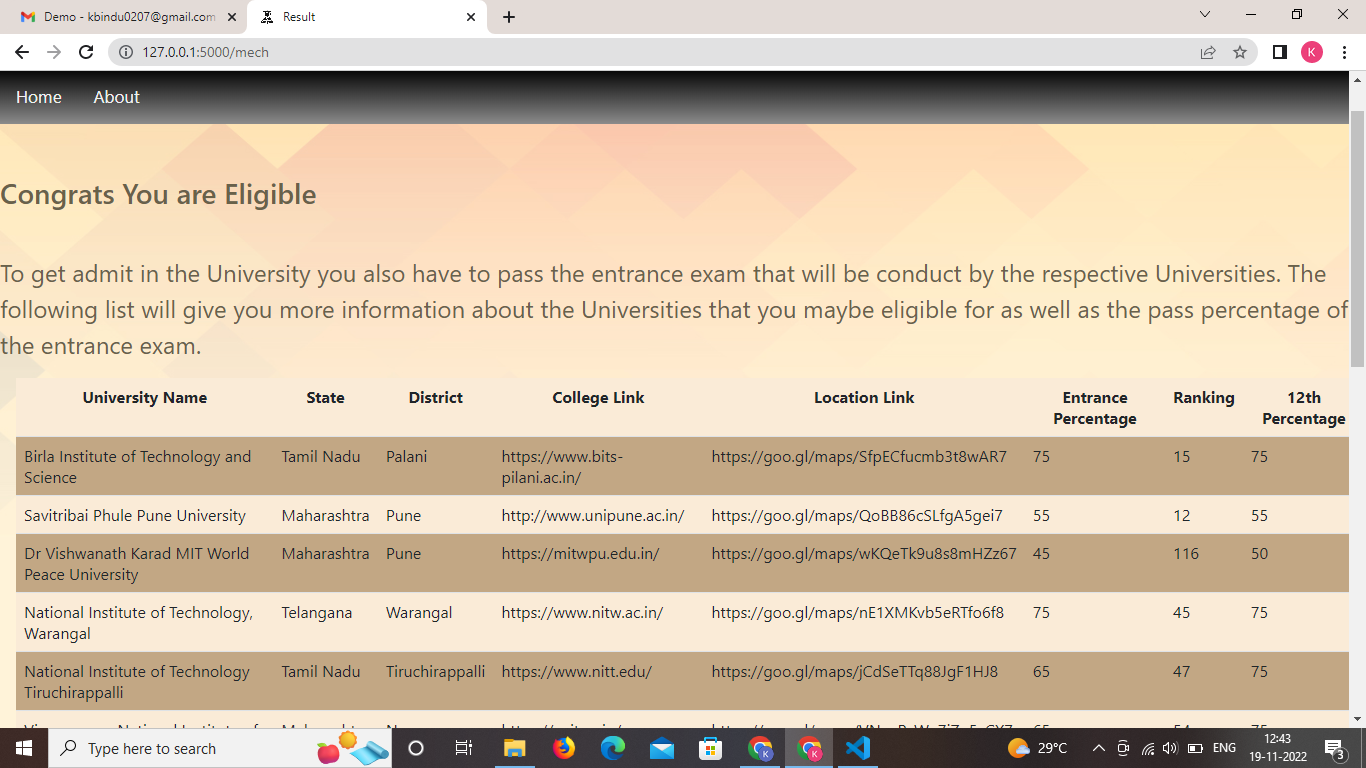 Demo - kbindu0207@gmail.com
Result
127.0.0.1:5000/mech
K
Home About
Congrats You are Eligible
To get admit in the University you also have to pass the entrance exam that will be conduct by the respective Universities. The
following list will give you more information about the Universities that you maybe eligible for as well as the pass percentage of
the entrance exam.
University Name State District College Link Location Link Entrance Percentage Ranking 12th Percentage
Birla Institute of Technology and Science Tamil Nadu Palani https://www.bits-pilani.ac.in/ https://goo.gl/maps/SfpECfucmb3t8wAR7 75 15 75
Savitribai Phule Pune University Maharashtra Pune http://www.unipune.ac.in/ https://goo.gl/maps/QoBB86cSLfgA5gei7 55 12 55
Dr Vishwanath Karad MIT World Peace University Maharashtra Pune https://mitwpu.edu.in/ https://goo.gl/maps/wKQeTk9u8s8mHZz67 45 116 50
National Institute of Technology, Warangal Telangana Warangal https://www.nitw.ac.in/ https://goo.gl/maps/nE1XMKvb5eRTfo6f8 75 45 75
National Institute of Technology Tiruchirappalli Tamil Nadu Tiruchirappalli https://www.nitt.edu/ https://goo.gl/maps/jCdSeTTq88JgF1HJ8 65 47 75
Type here to search
29°C
ENG
12:43
19-11-2022
3